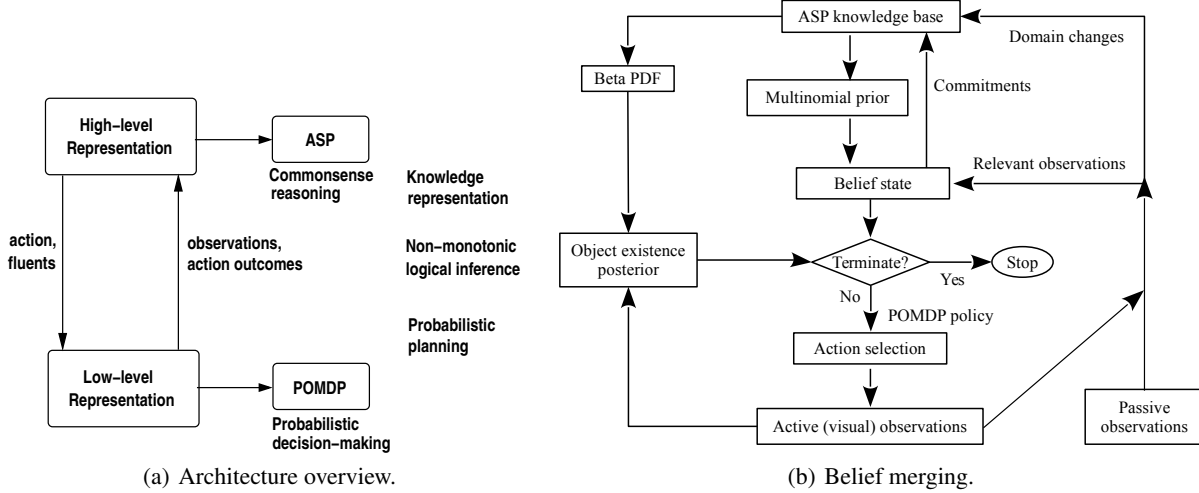 High-level
Representation
ASP
Commonsense
reasoning
action,
fluents
observations,
action outcomes
Low-level
Representation
POMDP
Probabilistic
decision-making
Knowledge
representation
Non-monotonic
logical inference
Probabilistic
planning
(a) Architecture overview.
ASP knowledge base
Domain changes
Beta PDF
Commitments
Multinomial prior
Relevant observations
Belief state
Object existence
posterior
Terminate?
Stop
Yes
No
POMDP policy
Action selection
Active (visual) observations
Passive
observations
(b) Belief merging.